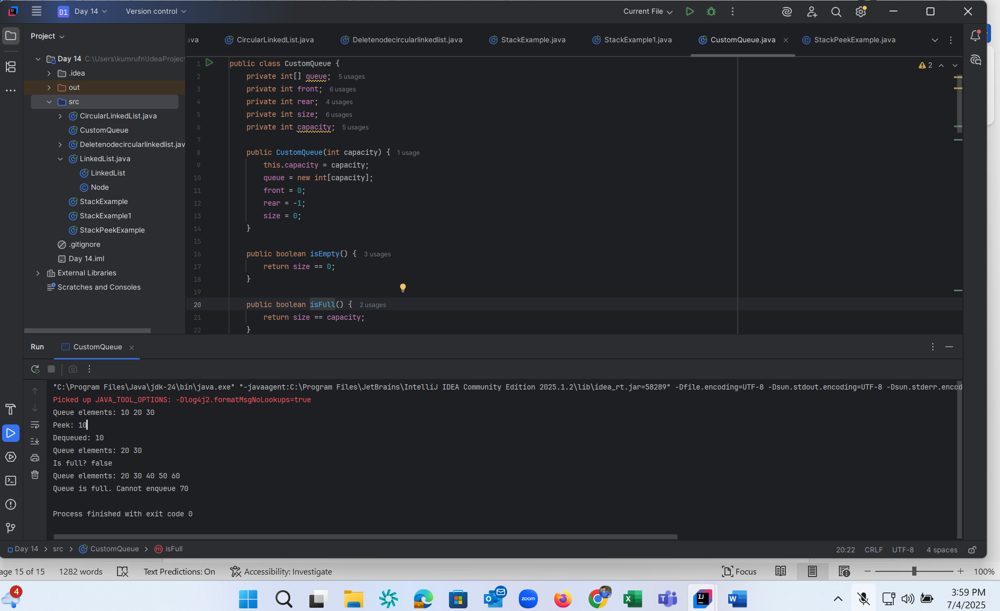 D1 Day 14 Version control Current File
Project
ava CircularLinkedList.java Deletenodecircularlinkedlist.java StackExample.java StackExample1.java CustomQueue.java StackPeekExample.java
Day 14 C:\Users\kumrufn\IdeaProject
.idea
out
src
CircularLinkedList.java
CustomQueue
Deletenodecircularlinkedlist.jav
LinkedList.java
LinkedList
Node
StackExample
StackExample1
StackPeekExample
.gitignore
Day 14.iml
External Libraries
Scratches and Consoles
2
1 public class CustomQueue {
2 private int[] queue; 5 usages
3 private int front; 6 usages
4 private int rear; 4 usages
5 private int size; 6 usages
6 private int capacity; 5 usages
7
8 public CustomQueue(int capacity) { 1 usage
9 this.capacity = capacity;
10 queue = new int[capacity];
11 front = 0;
12 rear = -1;
13 size = 0;
14 }
15
16 public boolean isEmpty() { 3 usages
17 return size == 0;
18 }
19
20 public boolean isFull() { 2 usages
21 return size == capacity;
22 }
Run CustomQueue
"C:\Program Files\Java\jdk-24\bin\java.exe" "-javaagent:C:\Program Files\JetBrains\IntelliJ IDEA Community Edition 2025.1.2\lib\idea_rt.jar=58289" -Dfile.encoding=UTF-8 -Dsun.stdout.encoding=UTF-8 -Dsun.stderr.encod
Picked up JAVA_TOOL_OPTIONS: -Dlog4j2.formatMsgNoLookups=true
Queue elements: 10 20 30
Peek: 10
Dequeued: 10
Queue elements: 20 30
Is full? false
Queue elements: 20 30 40 50 60
Queue is full. Cannot enqueue 70
Process finished with exit code 0
Day 14 > src > CustomQueue > isFull
20:22 CRLF UTF-8 4 spaces
age 15 of 15 1282 words Text Predictions: On Accessibility: Investigate Focus 100%
4
zoom
3:59 PM
7/4/2025